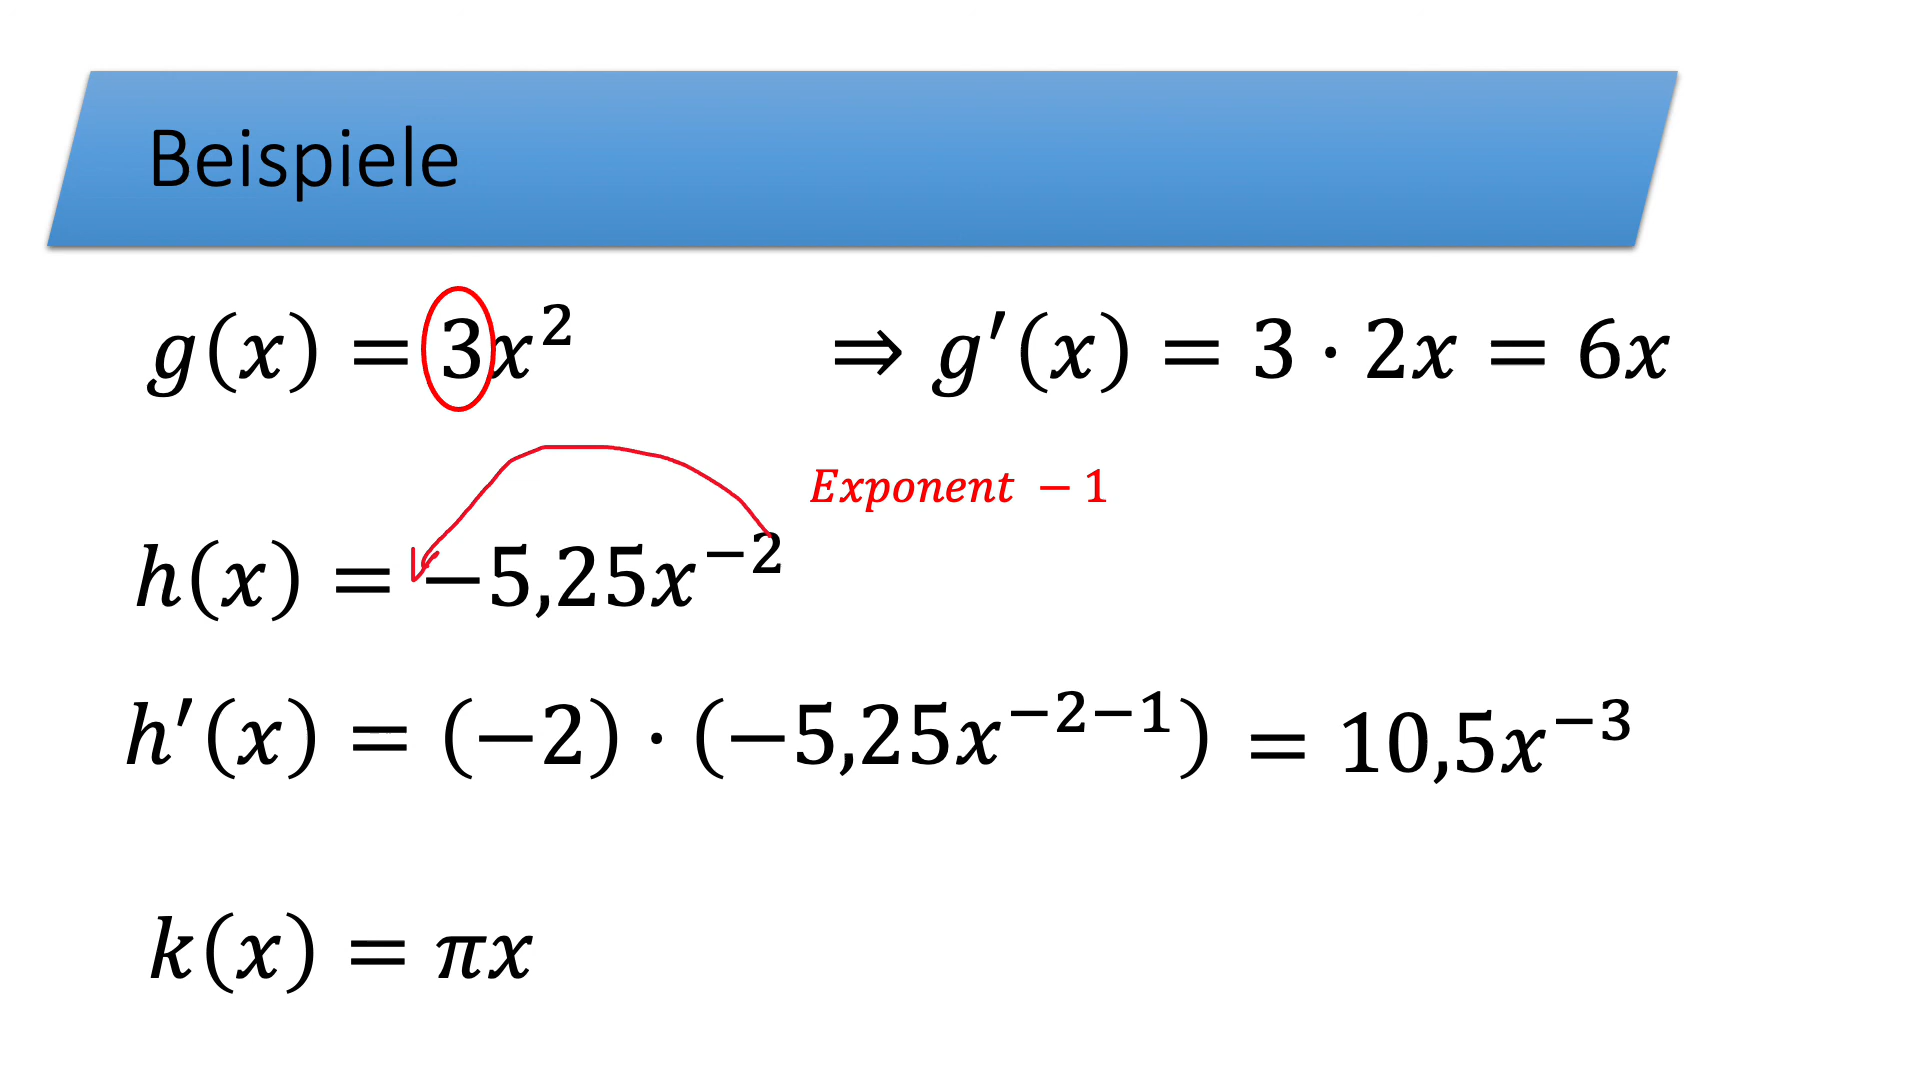 Beispiele
g(x) = 3x² ⇒ g′(x) = 3 · 2x = 6x
Exponent − 1
h(x) = −5,25x⁻²
h′(x) = (−2) · (−5,25x⁻²⁻¹) = 10,5x⁻³
k(x) = πx